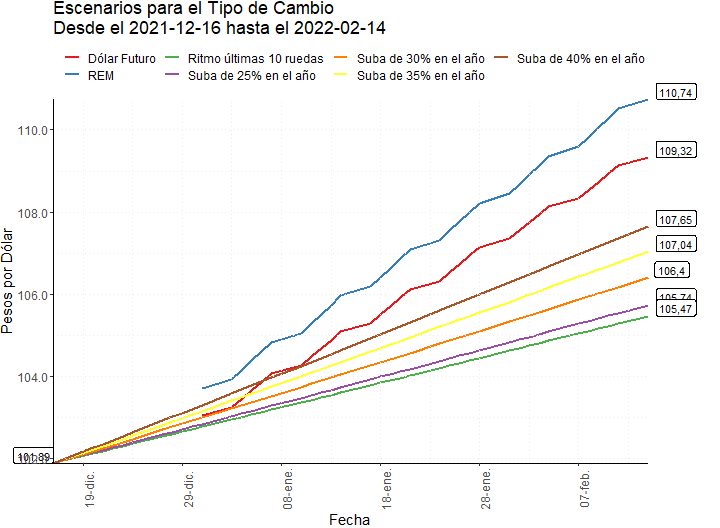 Escenarios para el Tipo de Cambio
Desde el 2021-12-16 hasta el 2022-02-14
Dólar Futuro
Ritmo últimas 10 ruedas
Suba de 30% en el año
Suba de 40% en el año
REM
Suba de 25% en el año
Suba de 35% en el año
110,74
110.0
109,32
108.0
107,65
107,04
106,4
106.0
105,74
105,47
104.0
101,89
Pesos por Dólar
19-dic.
29-dic.
08-ene.
18-ene.
28-ene.
07-feb.
Fecha